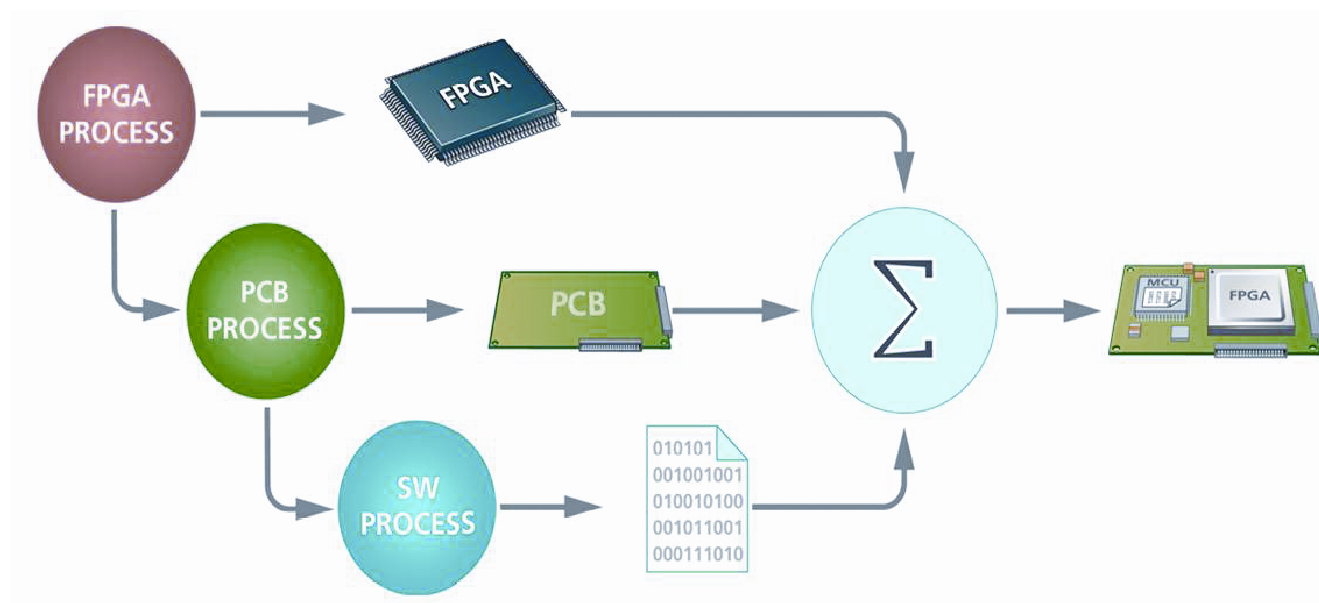 FPGA
PROCESS
FPGA
PCB
PROCESS
PCB
Σ
MCU
FPGA
SW
PROCESS
010101
001001001
010010100
001011001
000111010